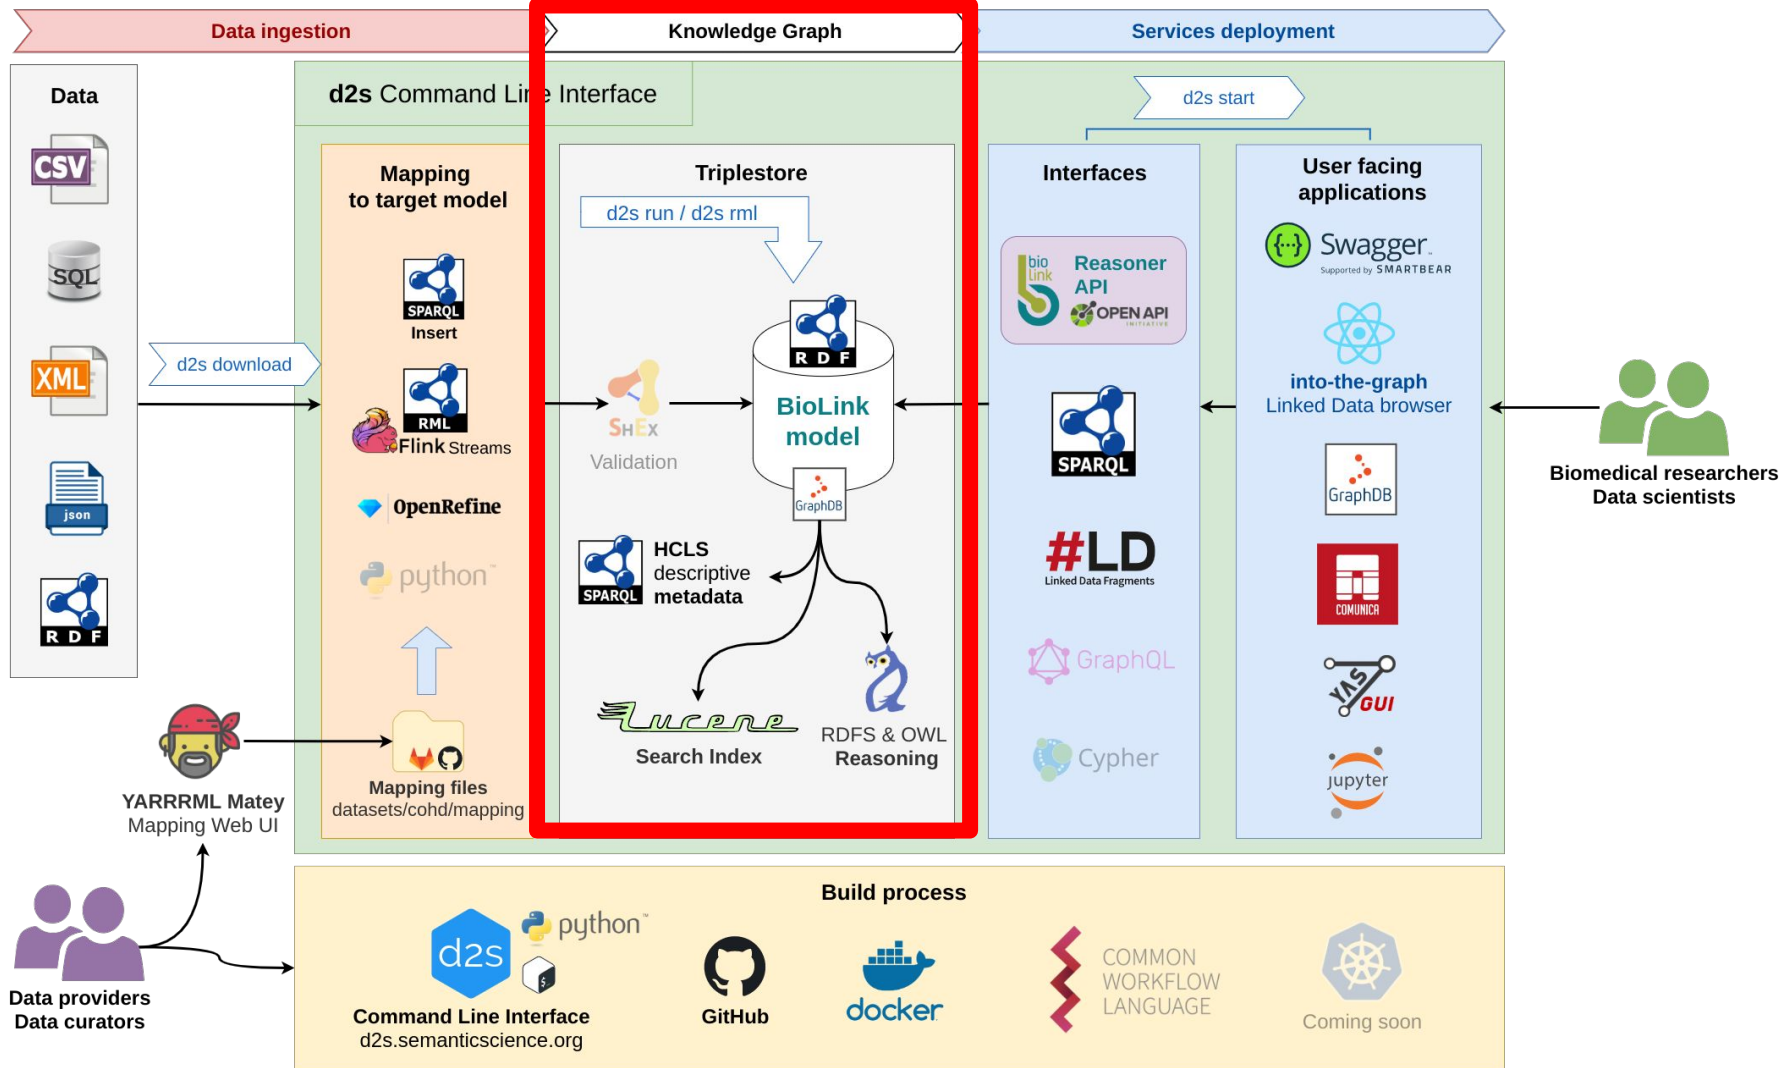 Data ingestion
Knowledge Graph
Services deployment
Data
CSV
SQL
XML
json
RDF
d2s download
d2s Command Line Interface
Mapping
to target model
SPARQL
Insert
RML
Flink Streams
OpenRefine
python™
Mapping files
datasets/cohd/mapping
Triplestore
d2s run / d2s rml
RDF
BioLink
model
GraphDB
SHEX
Validation
SPARQL
HCLS
descriptive
metadata
Lucene
Search Index
RDFS & OWL
Reasoning
d2s start
Interfaces
bio
link
Reasoner
API
OPEN API
INITIATIVE
SPARQL
#LD
Linked Data Fragments
GraphQL
Cypher
User facing
applications
{···}
Swagger™
Supported by SMARTBEAR
into-the-graph
Linked Data browser
GraphDB
COMUNICA
YAS
GUI
jupyter
Biomedical researchers
Data scientists
YARRRML Matey
Mapping Web UI
Data providers
Data curators
Build process
d2s
python™
$_
Command Line Interface
d2s.semanticscience.org
GitHub
docker
COMMON
WORKFLOW
LANGUAGE
Coming soon